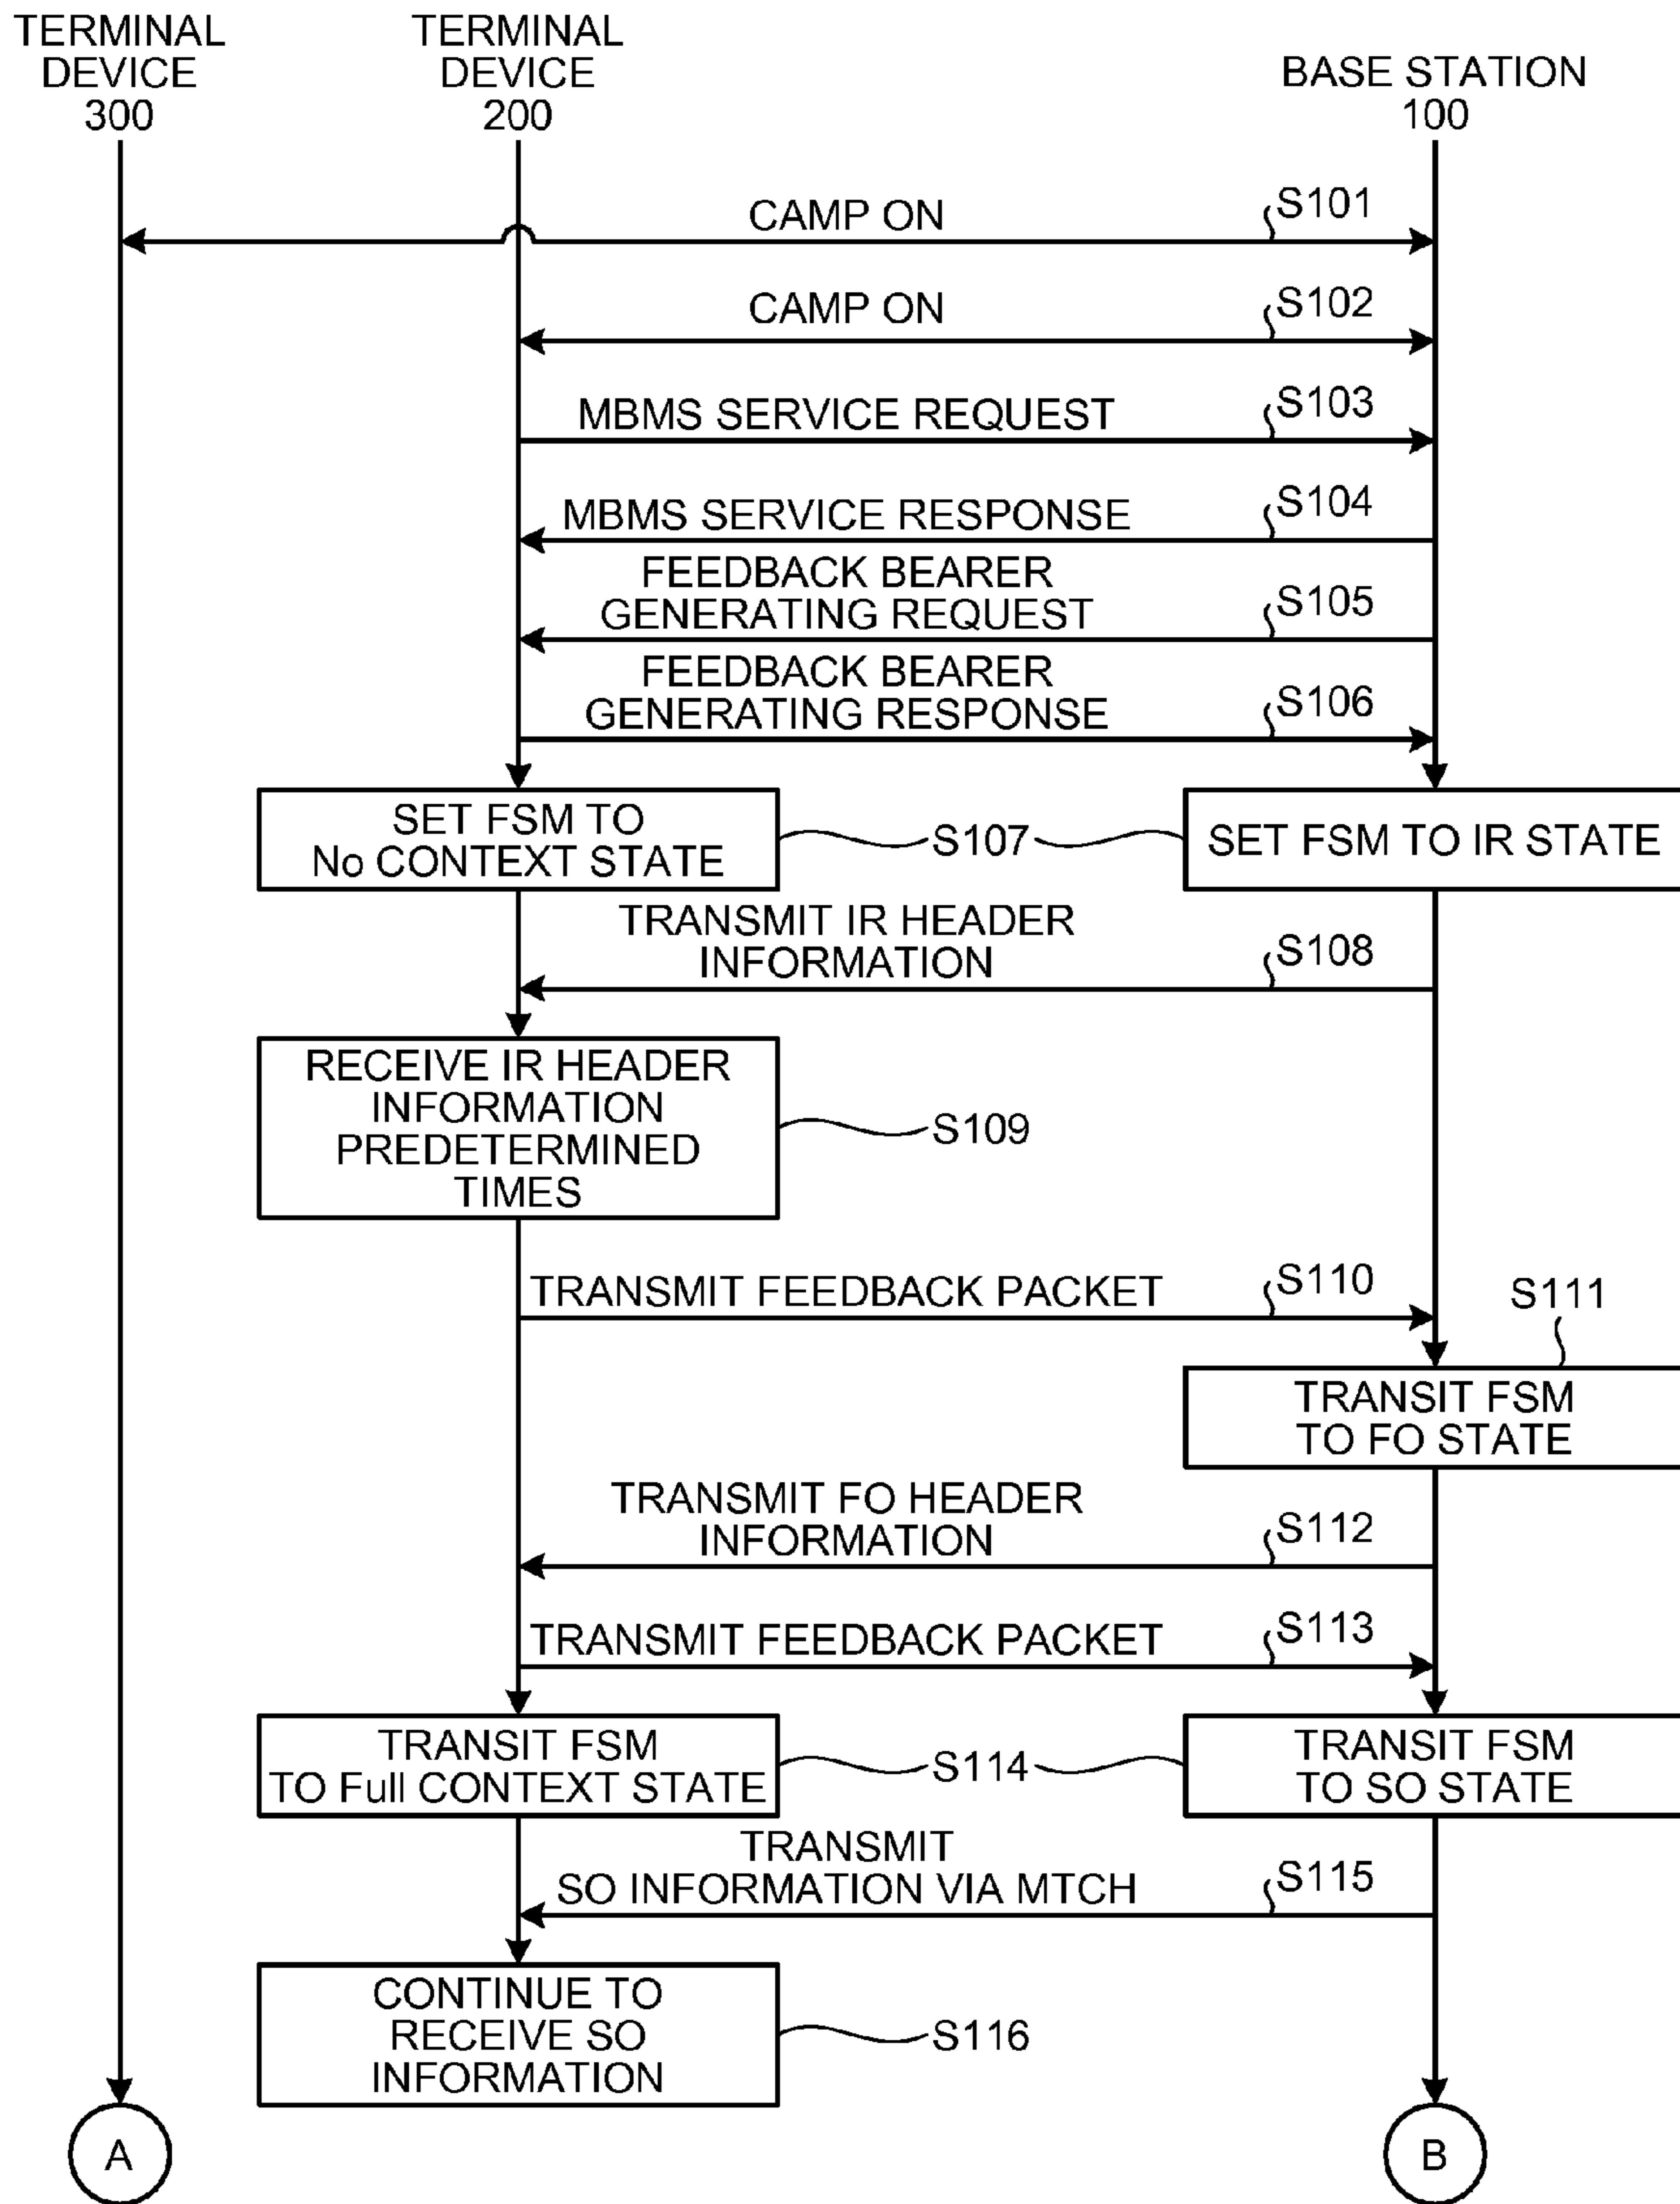 TERMINAL
DEVICE
300
TERMINAL
DEVICE
200
BASE STATION
100
CAMP ON
S101
CAMP ON
S102
MBMS SERVICE REQUEST
S103
MBMS SERVICE RESPONSE
S104
FEEDBACK BEARER
GENERATING REQUEST
S105
FEEDBACK BEARER
GENERATING RESPONSE
S106
SET FSM TO
No CONTEXT STATE
S107
SET FSM TO IR STATE
TRANSMIT IR HEADER
INFORMATION
S108
RECEIVE IR HEADER
INFORMATION
PREDETERMINED
TIMES
S109
TRANSMIT FEEDBACK PACKET
S110
S111
TRANSIT FSM
TO FO STATE
TRANSMIT FO HEADER
INFORMATION
S112
TRANSMIT FEEDBACK PACKET
S113
TRANSIT FSM
TO Full CONTEXT STATE
S114
TRANSIT FSM
TO SO STATE
TRANSMIT
SO INFORMATION VIA MTCH
S115
CONTINUE TO
RECEIVE SO
INFORMATION
S116
A
B